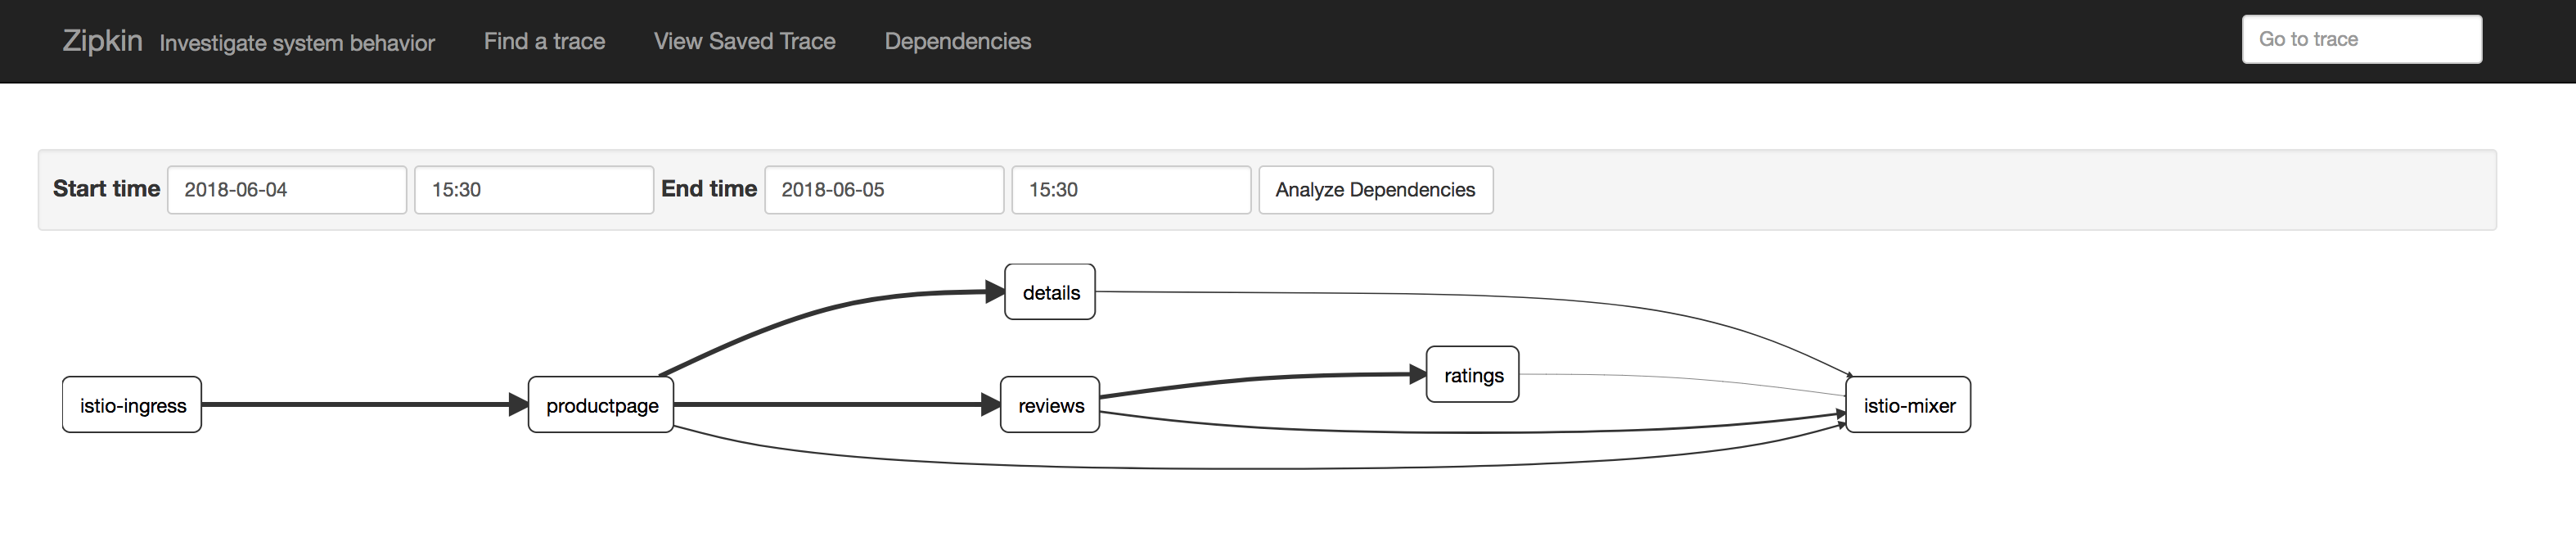 Zipkin Investigate system behavior Find a trace View Saved Trace Dependencies Go to trace
Start time 2018-06-04 15:30 End time 2018-06-05 15:30 Analyze Dependencies
details
ratings
istio-ingress productpage reviews istio-mixer